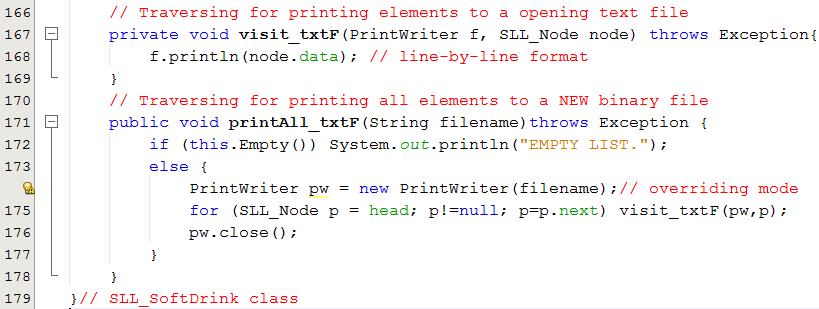 166 // Traversing for printing elements to a opening text file
167 private void visit_txtF(PrintWriter f, SLL_Node node) throws Exception{
168 f.println(node.data); // line-by-line format
169 }
170 // Traversing for printing all elements to a NEW binary file
171 public void printAll_txtF(String filename)throws Exception {
172 if (this.Empty()) System.out.println("EMPTY LIST.");
173 else {
PrintWriter pw = new PrintWriter(filename);// overriding mode
175 for (SLL_Node p = head; p!=null; p=p.next) visit_txtF(pw,p);
176 pw.close();
177 }
178 }
179 }// SLL_SoftDrink class